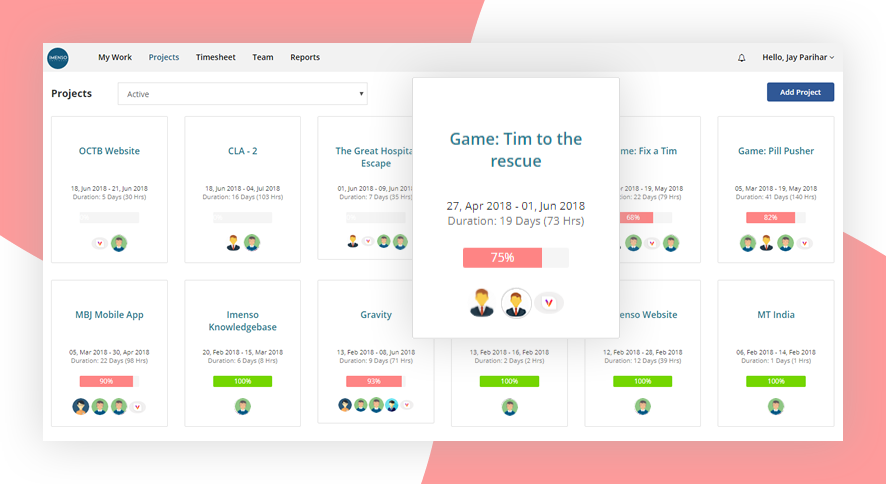 IMENSO
My Work Projects Timesheet Team Reports
Hello, Jay Parihar
Projects
Active
Add Project
OCTB Website
18, Jun 2018 - 21, Jun 2018
Duration: 5 Days (30 Hrs)
CLA - 2
18, Jun 2018 - 04, Jul 2018
Duration: 16 Days (103 Hrs)
The Great Hospita
Escape
01, Jun 2018 - 09, Jun
Duration: 7 Days (35 Hrs)
Game: Tim to the
rescue
27, Apr 2018 - 01, Jun 2018
Duration: 19 Days (73 Hrs)
75%
me: Fix a Tim
- 19, May 2018
22 Days (79 Hrs)
68%
Game: Pill Pusher
05, Mar 2018 - 19, May 2018
Duration: 41 Days (140 Hrs)
82%
MBJ Mobile App
05, Mar 2018 - 30, Apr 2018
Duration: 22 Days (98 Hrs)
90%
Imenso
Knowledgebase
20, Feb 2018 - 15, Mar 2018
Duration: 6 Days (8 Hrs)
100%
Gravity
13, Feb 2018 - 08, Jun 2018
Duration: 9 Days (71 Hrs)
93%
13, Feb 2018 - 16, Feb 2018
Duration: 2 Days (2 Hrs)
100%
enso Website
12, Feb 2018 - 28, Feb 2018
Duration: 12 Days (39 Hrs)
100%
MT India
06, Feb 2018 - 14, Feb 2018
Duration: 1 Days (1 Hrs)
100%